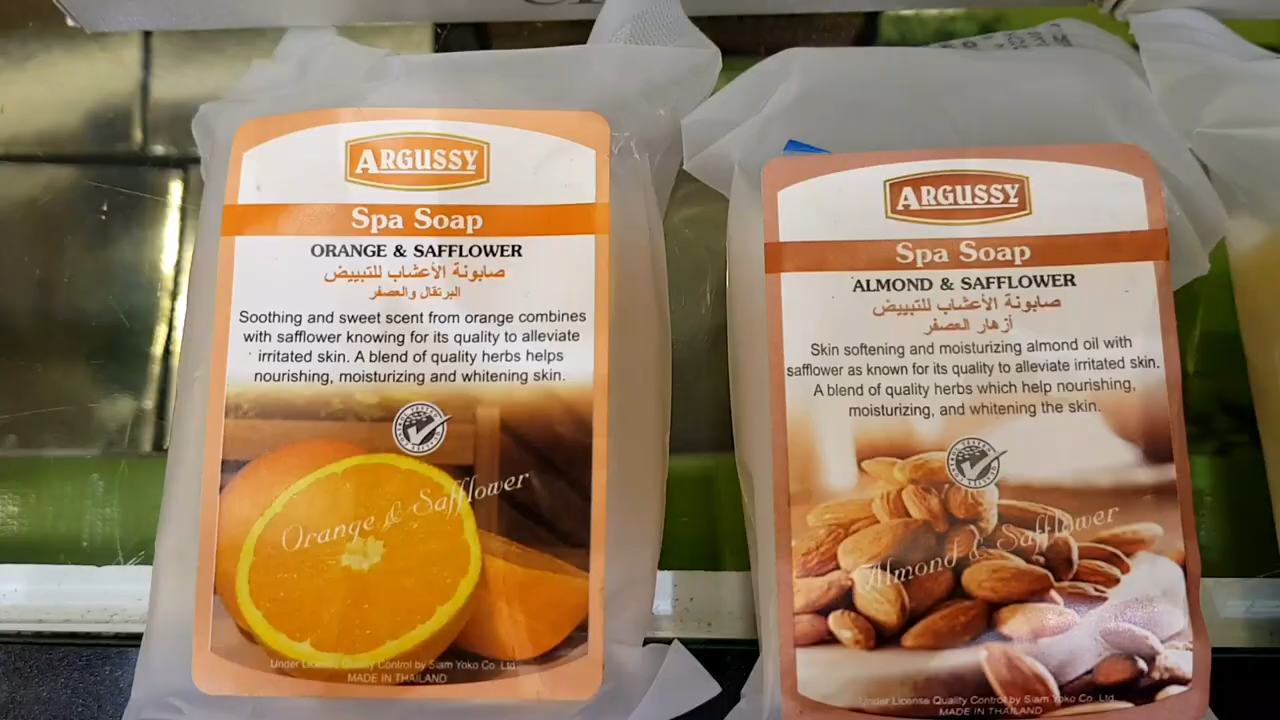 ARGUSSY
Spa Soap
ORANGE & SAFFLOWER
صابونة الأعشاب للتبييض
البرتقال والعصفر
Soothing and sweet scent from orange combines
with safflower knowing for its quality to alleviate
irritated skin. A blend of quality herbs helps
nourishing, moisturizing and whitening skin.
Orange & Safflower
Under License Quality Control by Siam Yoko Co. Ltd
MADE IN THAILAND
ARGUSSY
Spa Soap
ALMOND & SAFFLOWER
صابونة الأعشاب للتبييض
أزهار العصفر
Skin softening and moisturizing almond oil with
safflower as known for its quality to alleviate irritated skin.
A blend of quality herbs which help nourishing,
moisturizing, and whitening the skin.
Almond & Safflower
Under License Quality Control by Siam Yoko Co. Ltd.
MADE IN THAILAND